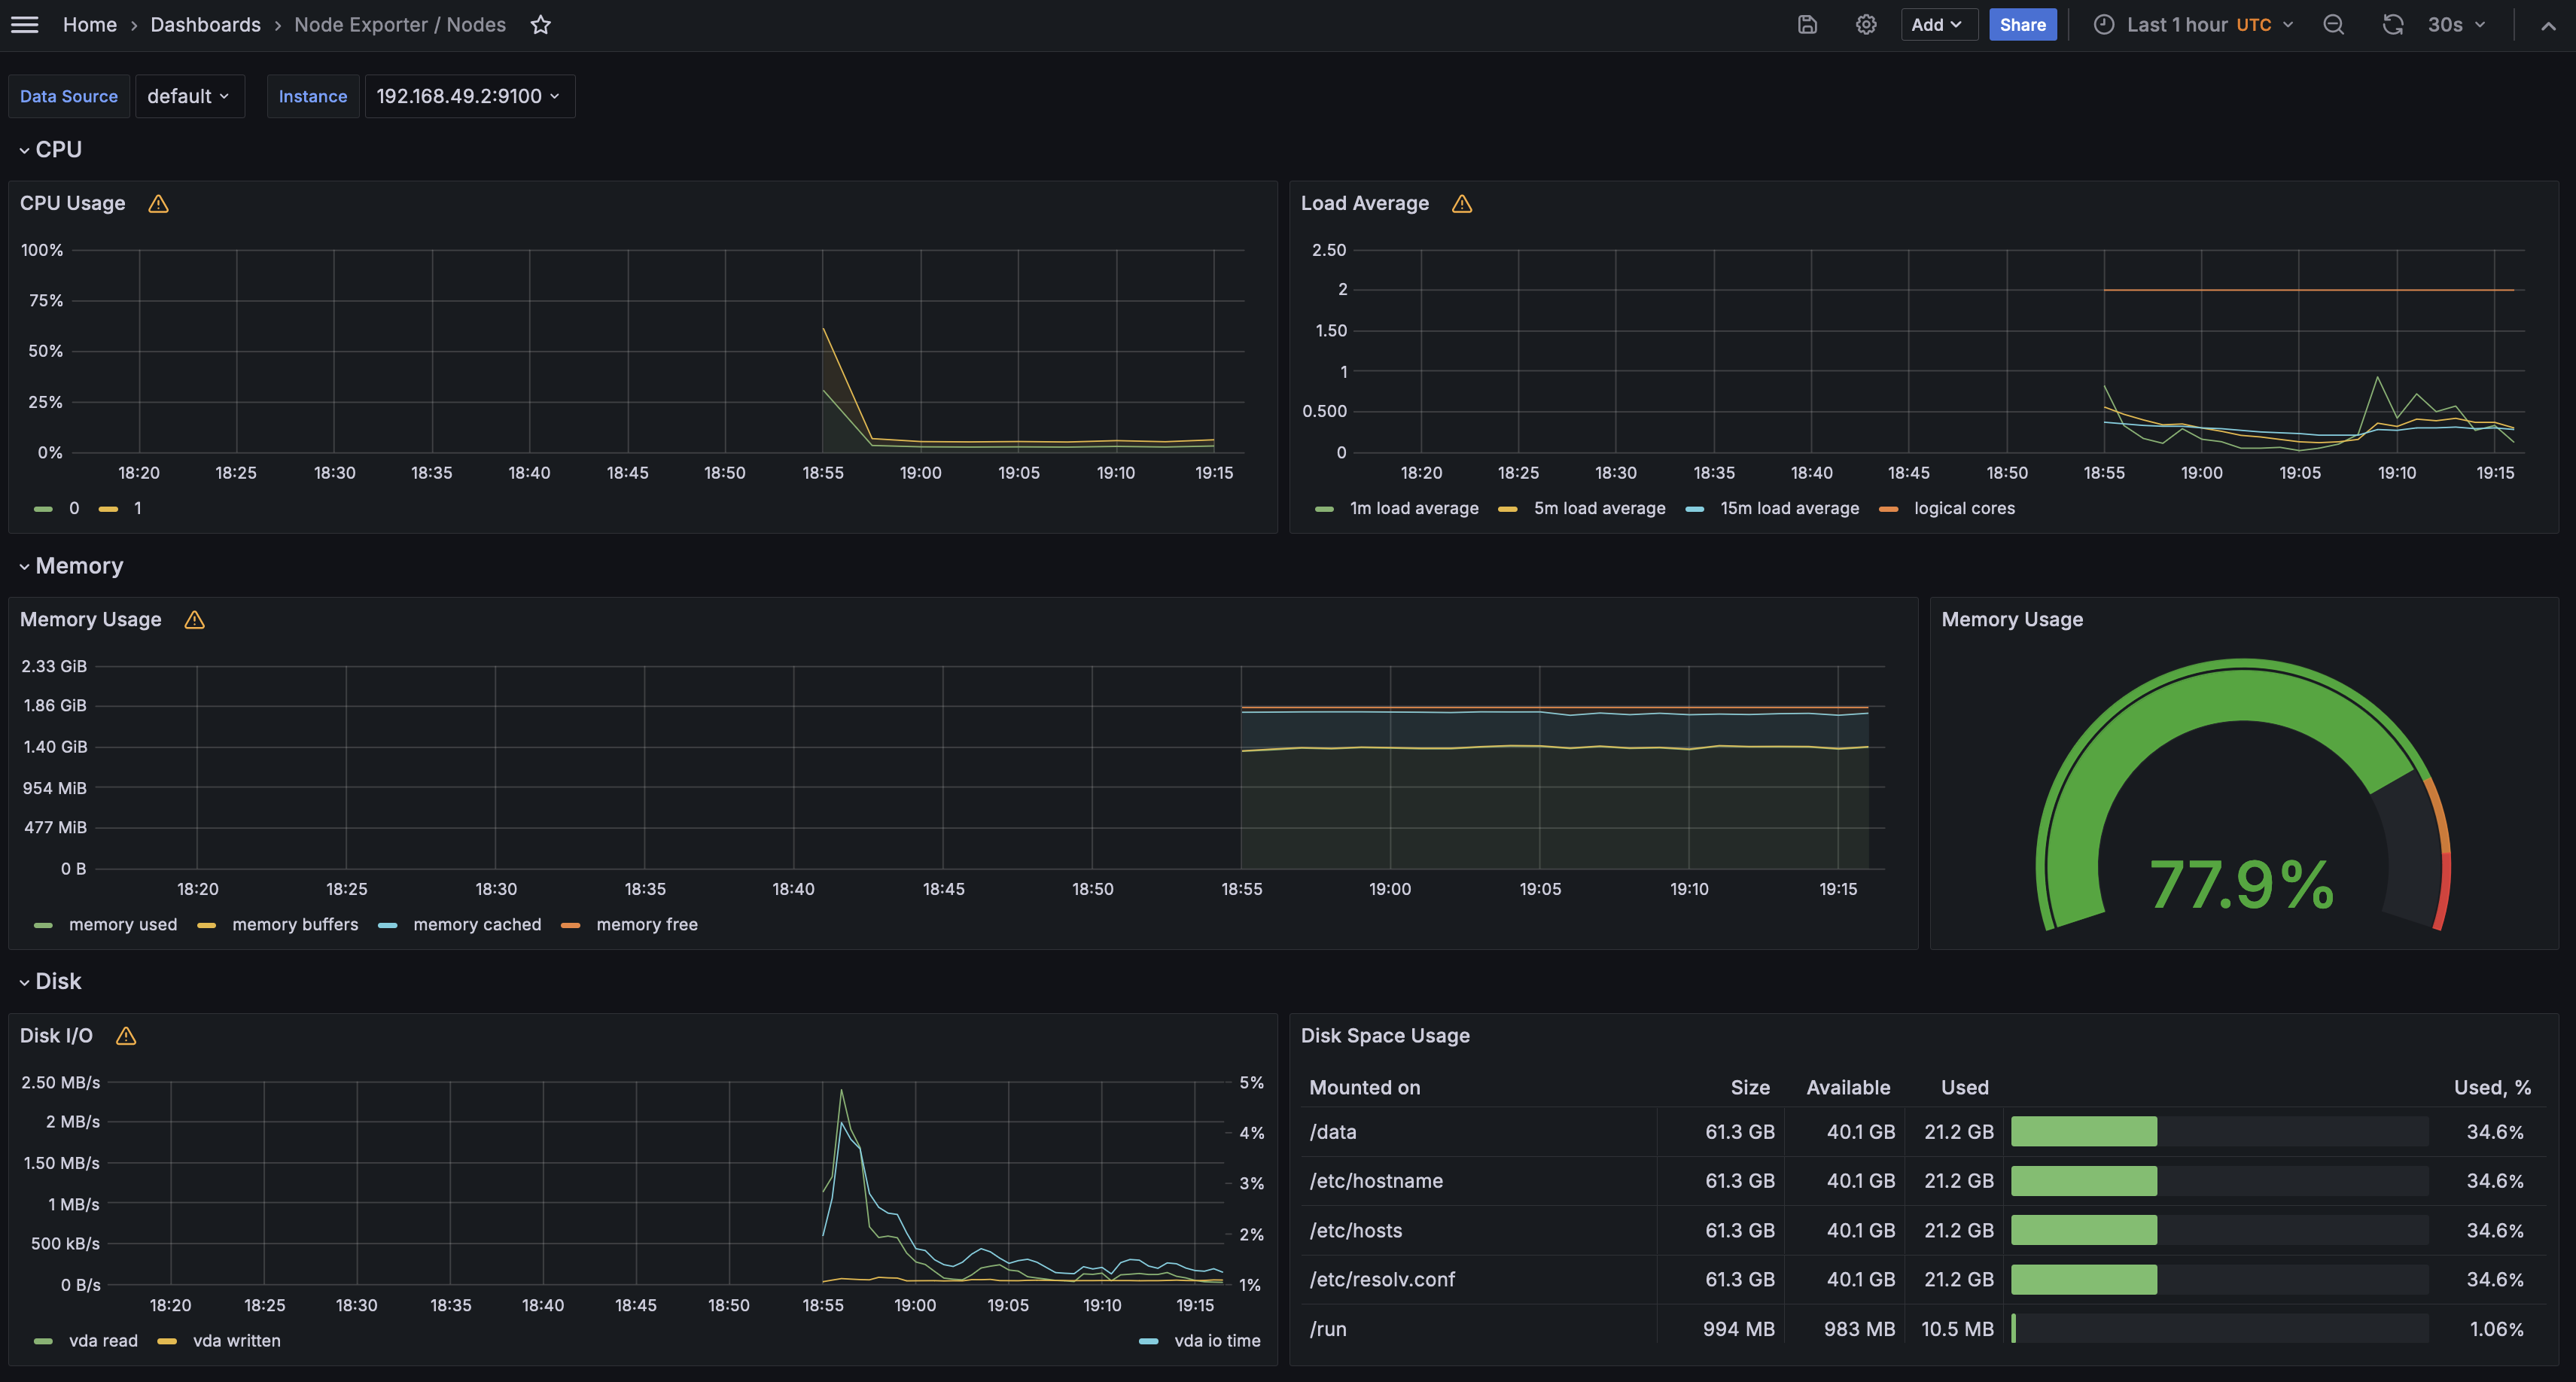 Home › Dashboards › Node Exporter / Nodes
Add
Share
Last 1 hour UTC
30s
Data Source default Instance 192.168.49.2:9100
CPU
CPU Usage
100%
75%
50%
25%
0%
18:20 18:25 18:30 18:35 18:40 18:45 18:50 18:55 19:00 19:05 19:10 19:15
0 1
Load Average
2.50
2
1.50
1
0.500
0
18:20 18:25 18:30 18:35 18:40 18:45 18:50 18:55 19:00 19:05 19:10 19:15
1m load average 5m load average 15m load average logical cores
Memory
Memory Usage
2.33 GiB
1.86 GiB
1.40 GiB
954 MiB
477 MiB
0 B
18:20 18:25 18:30 18:35 18:40 18:45 18:50 18:55 19:00 19:05 19:10 19:15
memory used memory buffers memory cached memory free
Memory Usage
77.9%
Disk
Disk I/O
2.50 MB/s
2 MB/s
1.50 MB/s
1 MB/s
500 kB/s
0 B/s
5%
4%
3%
2%
1%
18:20 18:25 18:30 18:35 18:40 18:45 18:50 18:55 19:00 19:05 19:10 19:15
vda read vda written vda io time
Disk Space Usage
Mounted on Size Available Used Used, %
/data 61.3 GB 40.1 GB 21.2 GB 34.6%
/etc/hostname 61.3 GB 40.1 GB 21.2 GB 34.6%
/etc/hosts 61.3 GB 40.1 GB 21.2 GB 34.6%
/etc/resolv.conf 61.3 GB 40.1 GB 21.2 GB 34.6%
/run 994 MB 983 MB 10.5 MB 1.06%